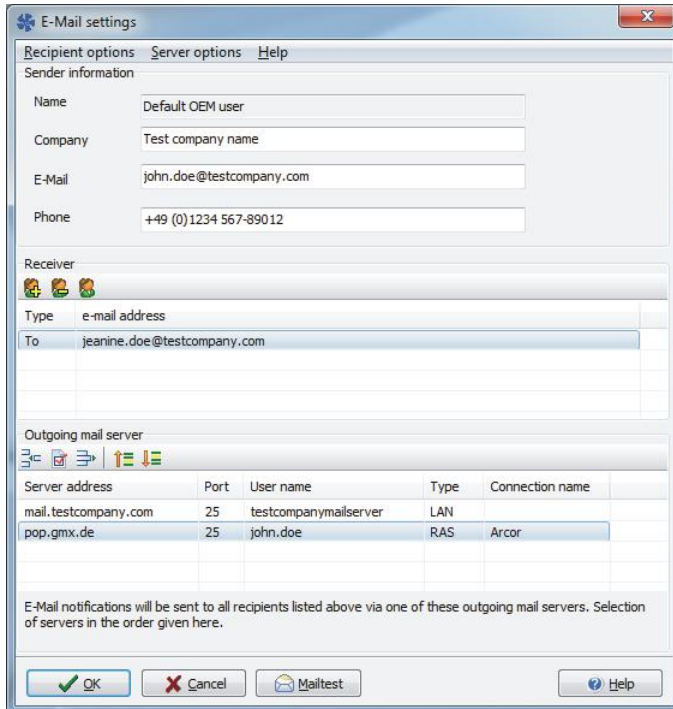 E-Mail settings
Recipient options Server options Help
Sender information
Name Default OEM user
Company Test company name
E-Mail john.doe@testcompany.com
Phone +49 (0)1234 567-89012
Receiver
Type e-mail address
To jeanine.doe@testcompany.com
Outgoing mail server
Server address Port User name Type Connection name
mail.testcompany.com 25 testcompanymailserver LAN
pop.gmx.de 25 john.doe RAS Arcor
E-Mail notifications will be sent to all recipients listed above via one of these outgoing mail servers. Selection
of servers in the order given here.
OK Cancel Mailtest Help